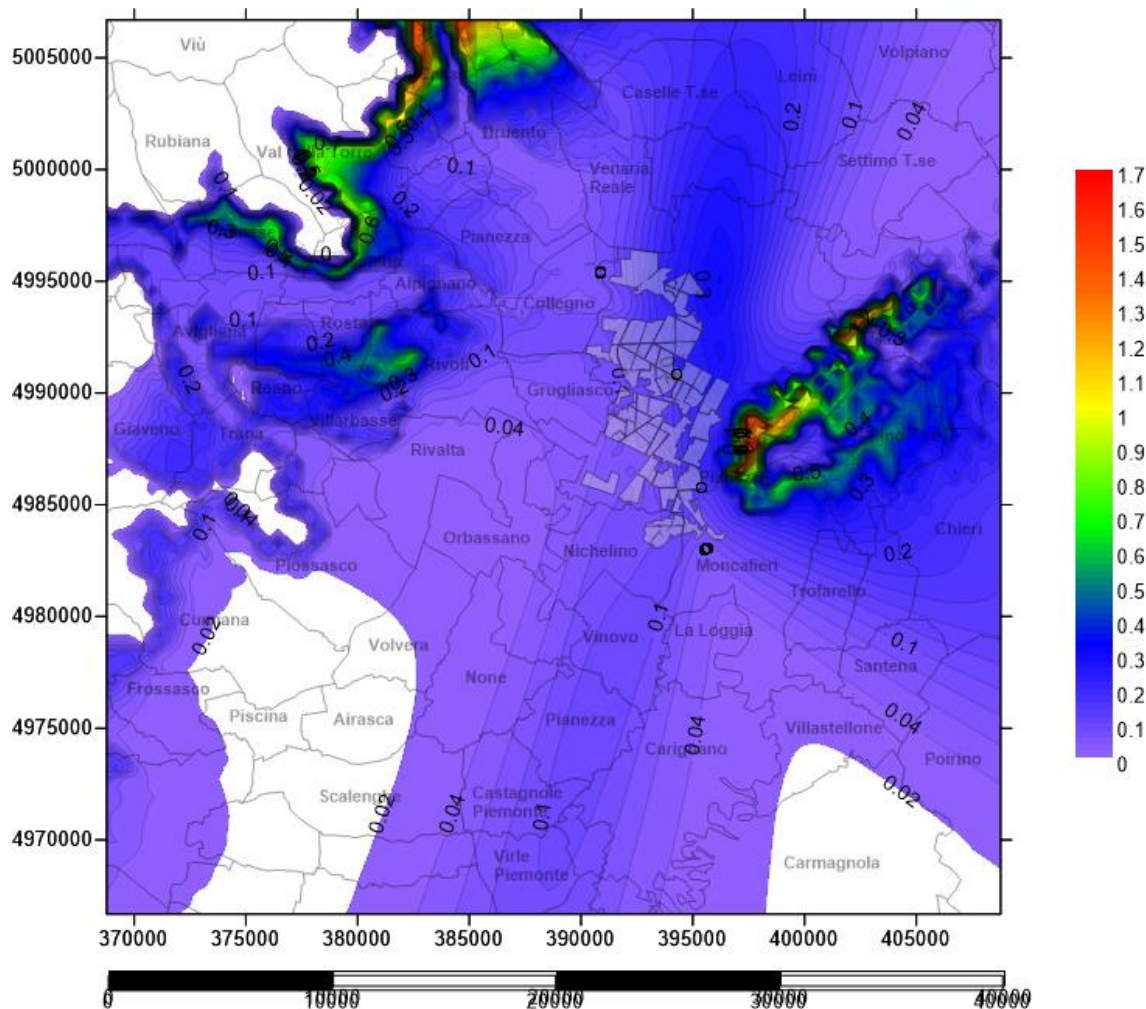 5005000
5000000
4995000
4990000
4985000
4980000
4975000
4970000
370000
375000
380000
385000
390000
395000
400000
405000
0
10000
20000
30000
40000
1.7
1.6
1.5
1.4
1.3
1.2
1.1
1
0.9
0.8
0.7
0.6
0.5
0.4
0.3
0.2
0.1
0
Viù
Volpiano
Leinì
Caselle T.se
0.2
0.1
0.04
Rubiana
Druento
Settimo T.se
Venaria
Reale
0.1
0.02
0.2
0.6
0.3
0
0.1
Pianezza
Alpignano
Collegno
Avigliana
0.1
0.2
0.4
Rivoli
0.1
0.2
Reano
Grugliasco
Villarbasse
Giaveno
Trana
Rivalta
0.04
0.4
0.5
0.3
Chieri
0.1
Orbassano
Nichelino
Moncalieri
0.2
Piossasco
Trofarello
Cumiana
0.02
Volvera
Vinovo
0.1
La Loggia
0.1
Santena
Frossasco
None
Piscina
Airasca
Pianezza
0.04
Carignano
Villastellone
0.04
Poirino
Scalenghe
0.02
0.04
Castagnole
Piemonte
0.1
0.02
Virle
Piemonte
Carmagnola